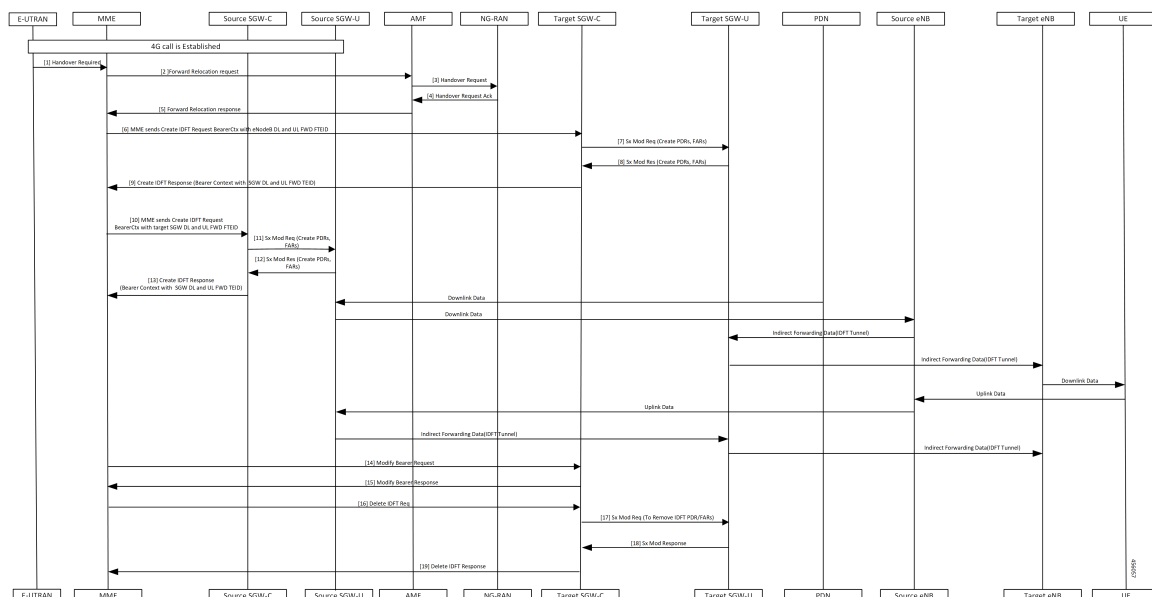 E-UTRAN MME Source SGW-C Source SGW-U AMF NG-RAN Target SGW-C Target SGW-U PDN Source eNB Target eNB UE
4G call is Established
[1] Handover Required
[2 ]Forward Relocation request
[3] Handover Request
[4] Handover Request Ack
[5] Forward Relocation response
[6] MME sends Create IDFT Request BearerCtx with eNodeB DL and UL FWD FTEID
[7] Sx Mod Req (Create PDRs, FARs)
[8] Sx Mod Res (Create PDRs, FARs)
[9] Create IDFT Response (Bearer Context with SGW DL and UL FWD TEID)
[10] MME sends Create IDFT Request
BearerCtx with target SGW DL and UL FWD FTEID
[11] Sx Mod Req (Create PDRs,
FARs)
[12] Sx Mod Res (Create PDRs,
FARs)
[13] Create IDFT Response
(Bearer Context with SGW DL and UL FWD TEID)
Downlink Data
Downlink Data
Indirect Forwarding Data(IDFT Tunnel)
Indirect Forwarding Data(IDFT Tunnel)
Downlink Data
Uplink Data
Uplink Data
Indirect Forwarding Data(IDFT Tunnel)
Indirect Forwarding Data(IDFT Tunnel)
[14] Modify Bearer Request
[15] Modify Bearer Response
[16] Delete IDFT Req
[17] Sx Mod Req (To Remove IDFT PDR/FARs)
[18] Sx Mod Response
[19] Delete IDFT Response
456057
E-UTRAN MME Source SGW-C Source SGW-U AMF NG-RAN Target SGW-C Target SGW-U PDN Source eNB Target eNB UE